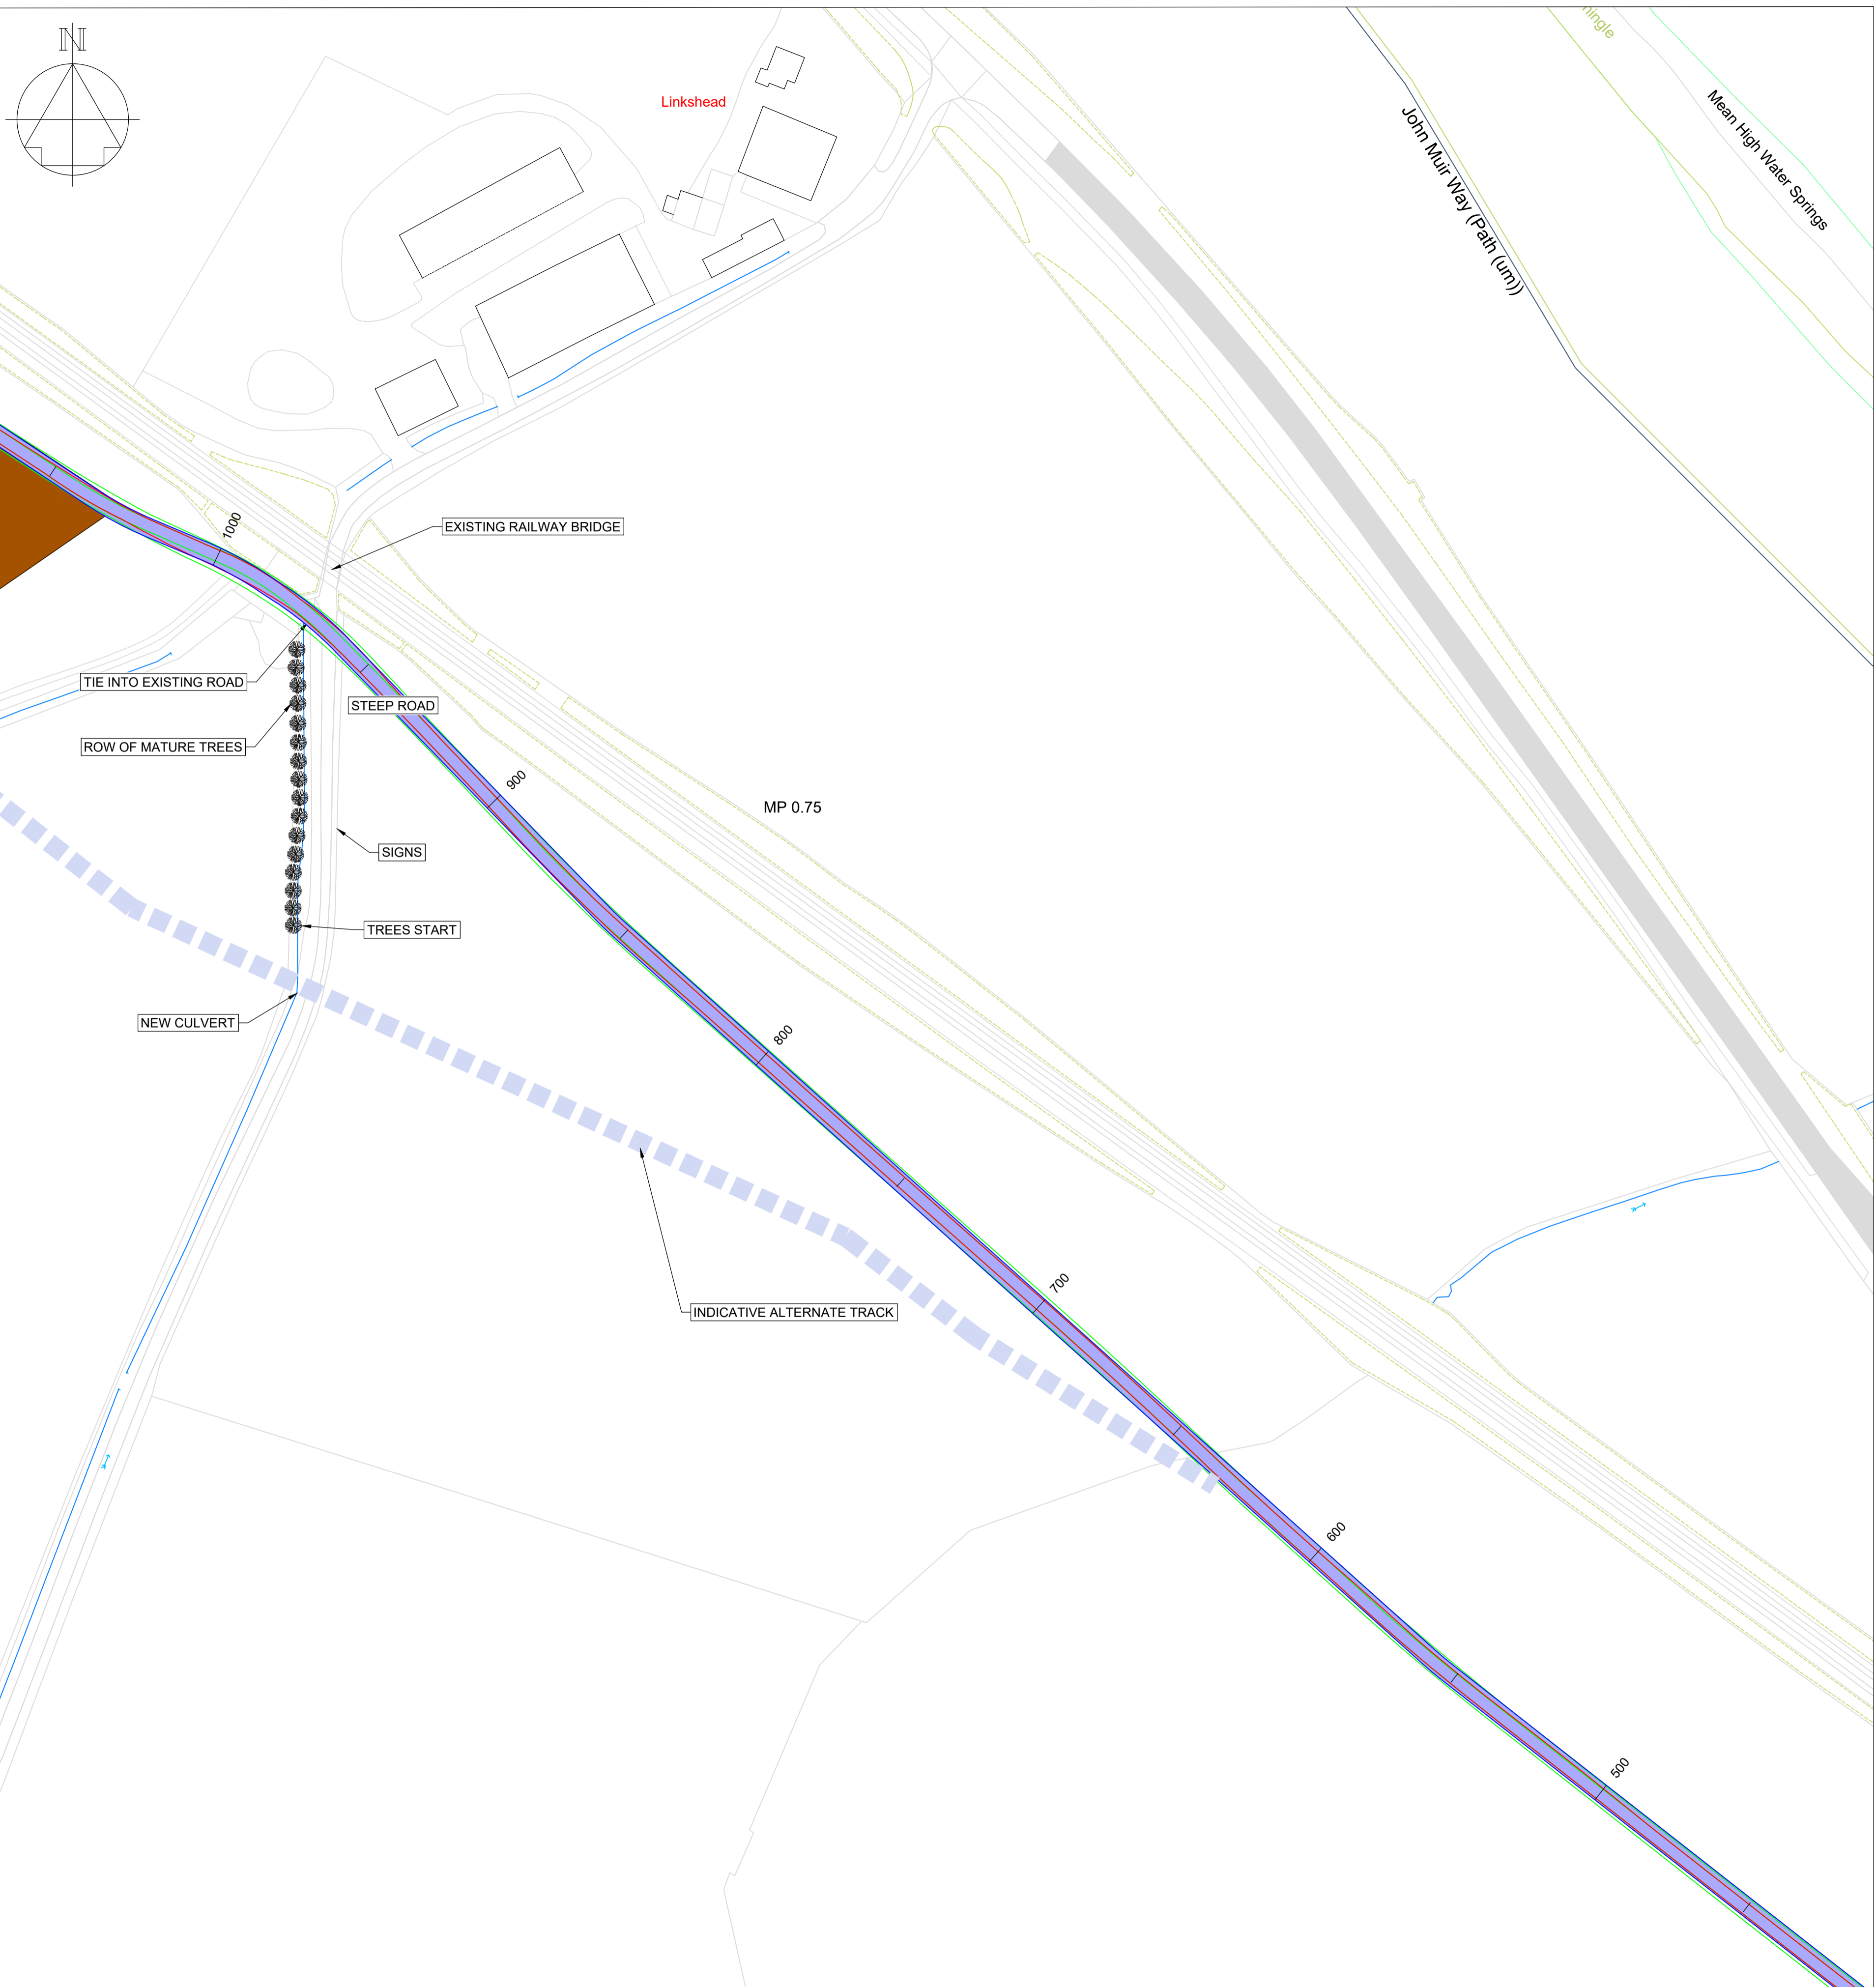 N
Linkshead
hingle
Mean High Water Springs
John Muir Way (Path (um))
1000
EXISTING RAILWAY BRIDGE
TIE INTO EXISTING ROAD
STEEP ROAD
ROW OF MATURE TREES
900
MP 0.75
SIGNS
TREES START
NEW CULVERT
800
INDICATIVE ALTERNATE TRACK
700
600
500